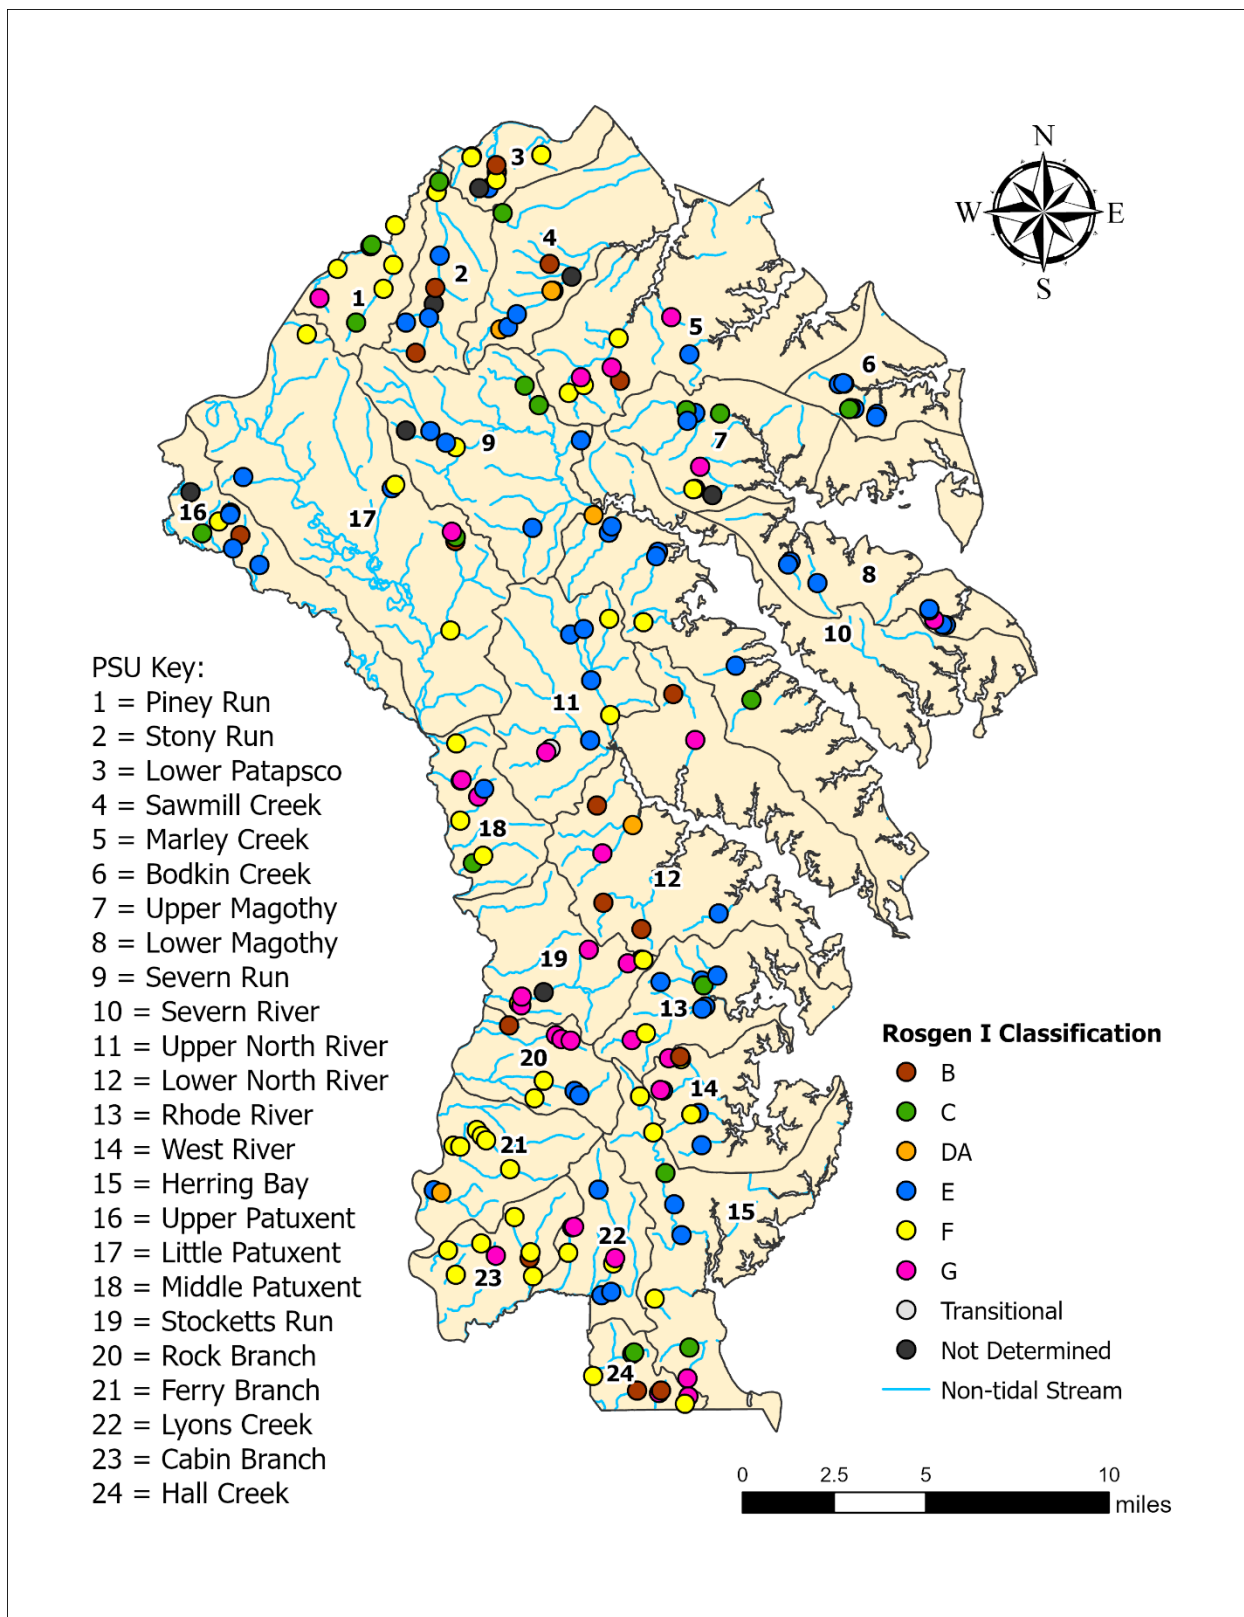 N
W E
S
3
4
2
1
5
6
7
9
16
17
8
10
11
18
12
19
13
20
14
21
15
22
23
24
PSU Key:
1 = Piney Run
2 = Stony Run
3 = Lower Patapsco
4 = Sawmill Creek
5 = Marley Creek
6 = Bodkin Creek
7 = Upper Magothy
8 = Lower Magothy
9 = Severn Run
10 = Severn River
11 = Upper North River
12 = Lower North River
13 = Rhode River
14 = West River
15 = Herring Bay
16 = Upper Patuxent
17 = Little Patuxent
18 = Middle Patuxent
19 = Stocketts Run
20 = Rock Branch
21 = Ferry Branch
22 = Lyons Creek
23 = Cabin Branch
24 = Hall Creek
Rosgen I Classification
B
C
DA
E
F
G
Transitional
Not Determined
Non-tidal Stream
0 2.5 5 10
miles